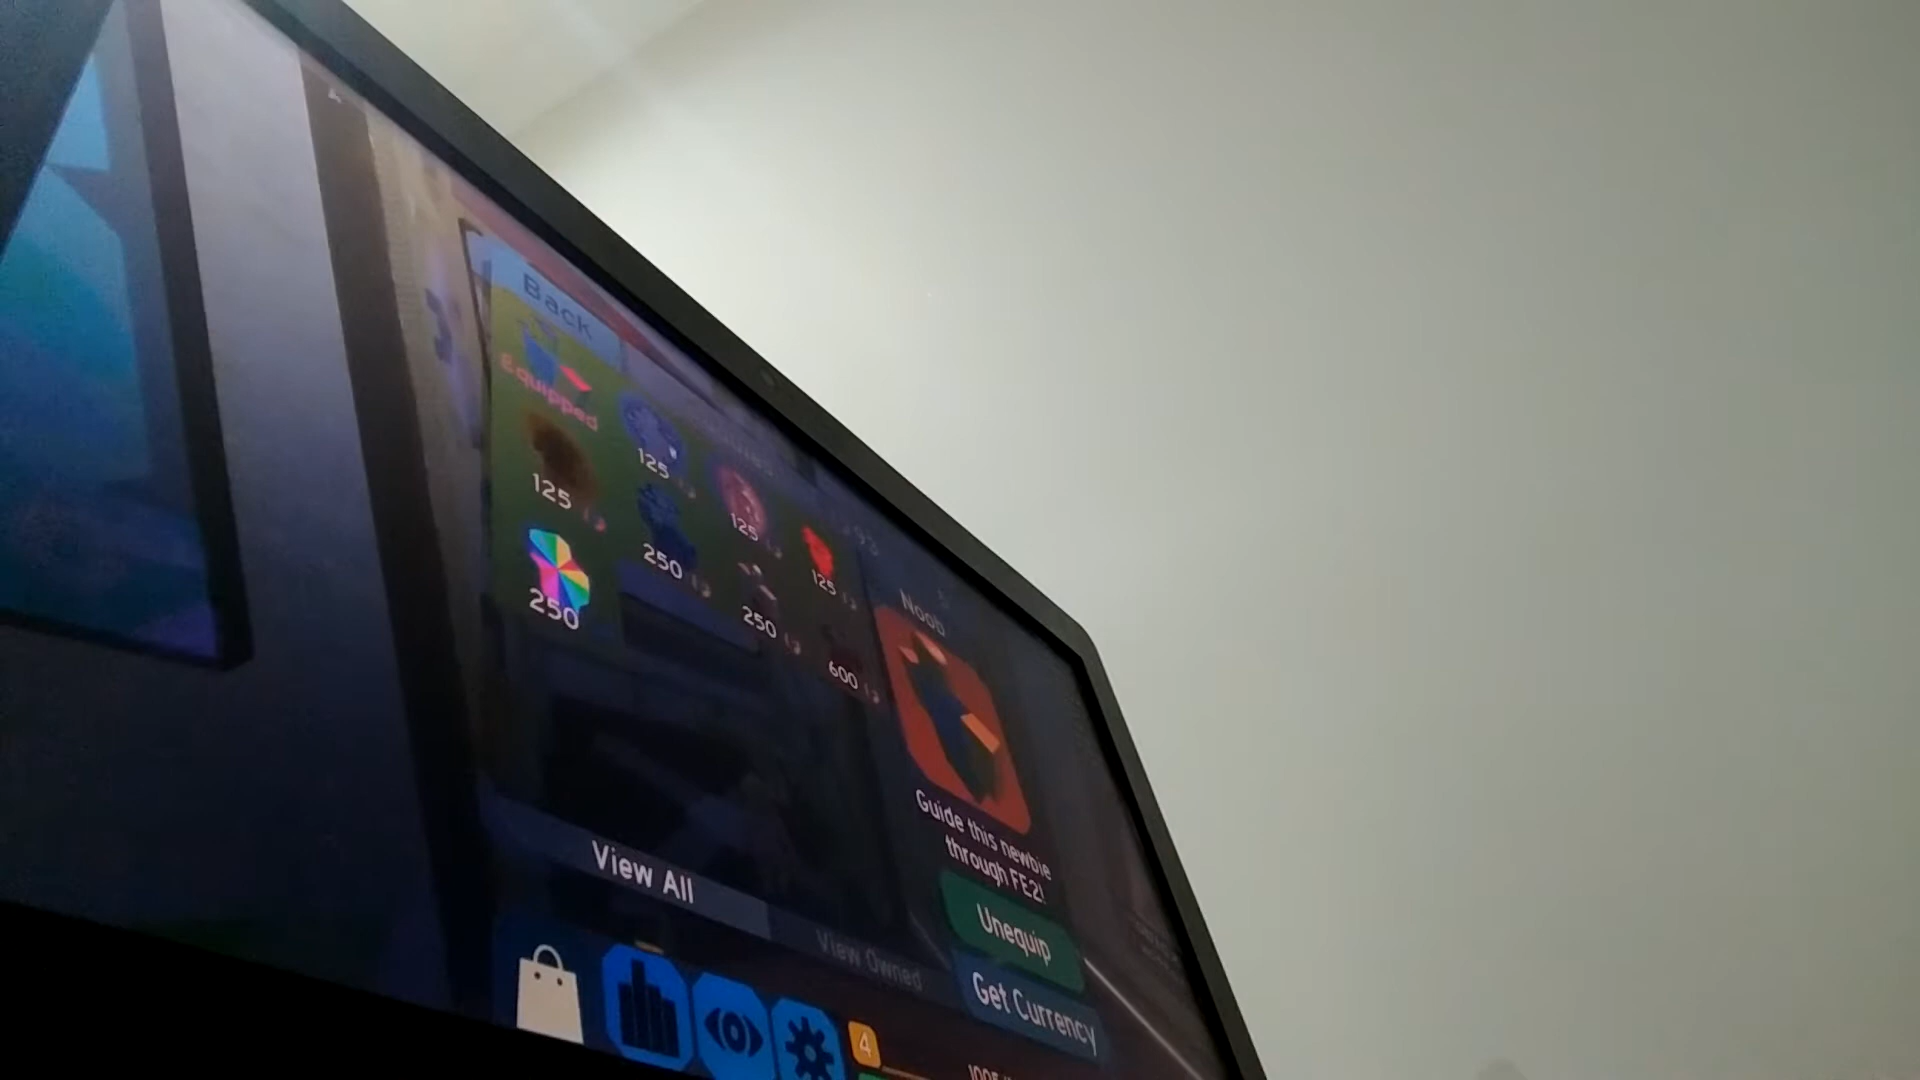 Back
Equipped
125
125
125
125
250
250
250
600
Noob
Guide this newbie
through FE2!
Unequip
Get Currency
View All
View Owned
4